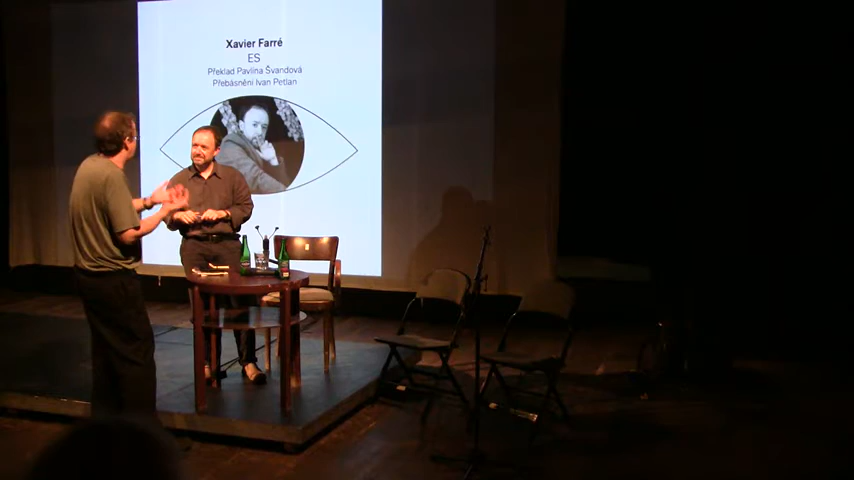 Xavier Farré
ES
Překlad Pavlína Švandová
Přebásnění Ivan Petlan